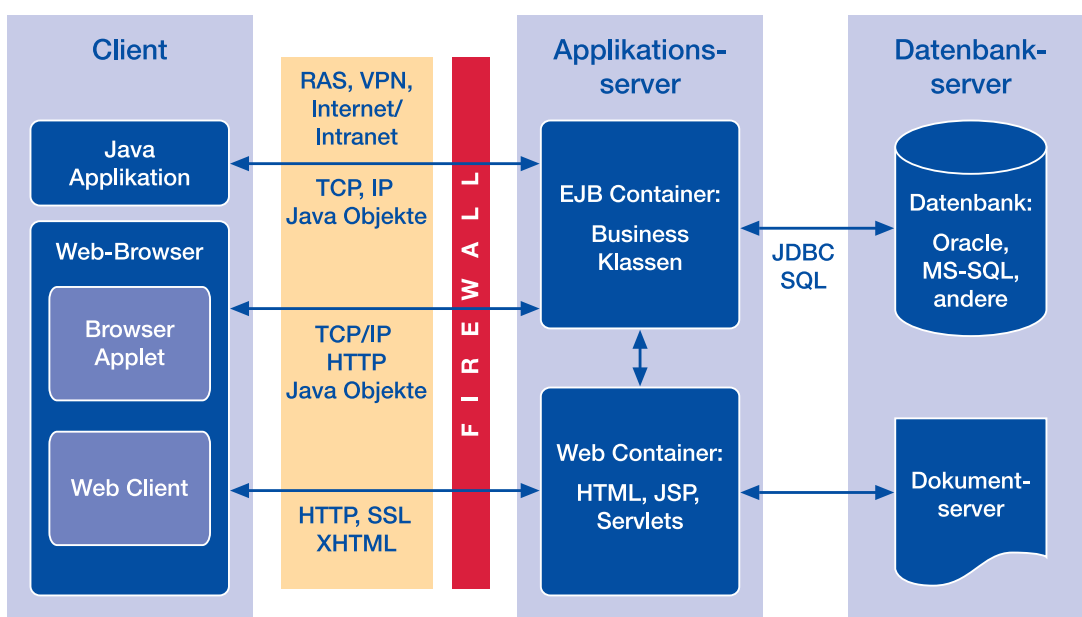 Client
Java
Applikation
Web-Browser
Browser
Applet
Web Client
RAS, VPN,
Internet/
Intranet
TCP, IP
Java Objekte
TCP/IP
HTTP
Java Objekte
HTTP, SSL
XHTML
FIREWALL
Applikations-
server
EJB Container:
Business
Klassen
Web Container:
HTML, JSP,
Servlets
JDBC
SQL
Datenbank-
server
Datenbank:
Oracle,
MS-SQL,
andere
Dokument-
server